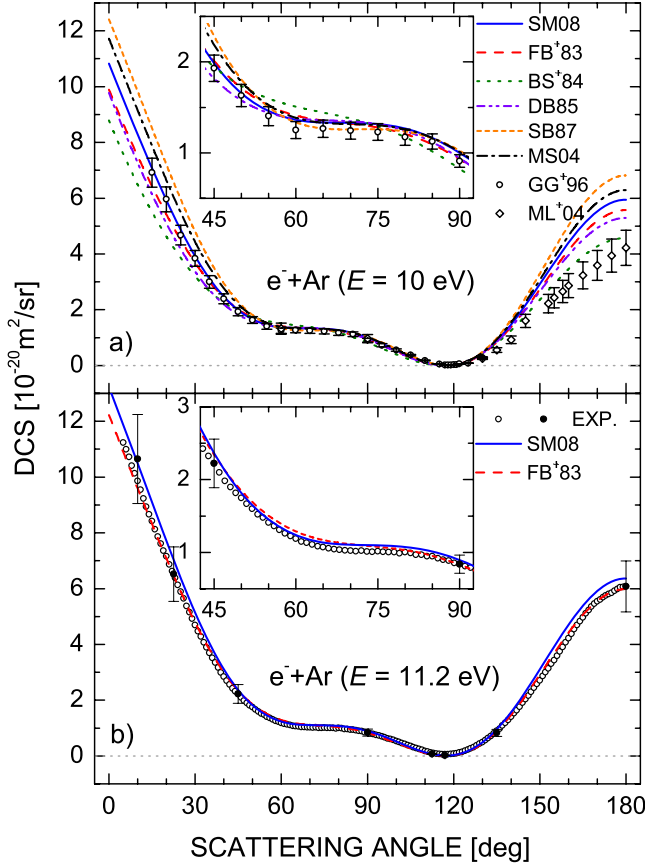 12
10
8
6
4
2
0
2
1
45
60
75
90
SM08
FB†83
BS†84
DB85
SB87
MS04
GG†96
ML†04
e⁻+Ar (E = 10 eV)
a)
DCS [10⁻²⁰m²/sr]
12
10
8
6
4
2
0
3
2
1
45
60
75
90
EXP.
SM08
FB†83
e⁻+Ar (E = 11.2 eV)
b)
0 30 60 90 120 150 180
SCATTERING ANGLE [deg]